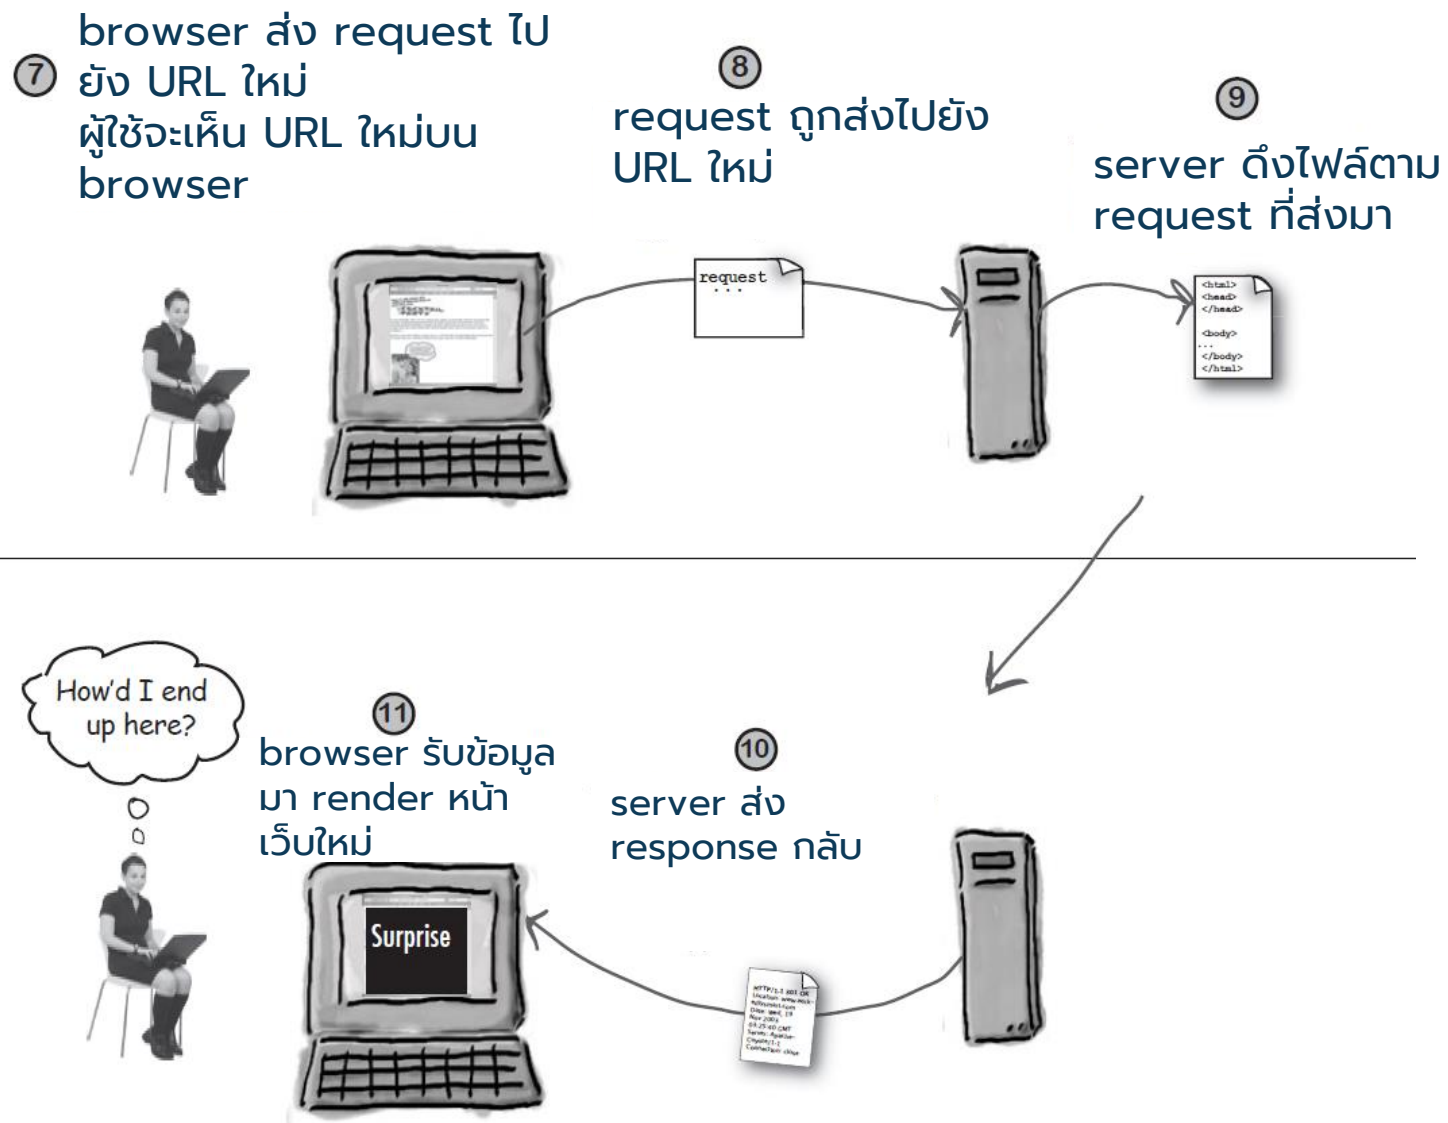 7
browser ส่ง request ไป
ยัง URL ใหม่
ผู้ใช้จะเห็น URL ใหม่บน
browser
8
request ถูกส่งไปยัง
URL ใหม่
9
server ดึงไฟล์ตาม
request ที่ส่งมา
request
...
<html>
<head>
</head>
<body>
...
</body>
</html>
How'd I end
up here?
11
browser รับข้อมูล
มา render หน้า
เว็บใหม่
Surprise
10
server ส่ง
response กลับ